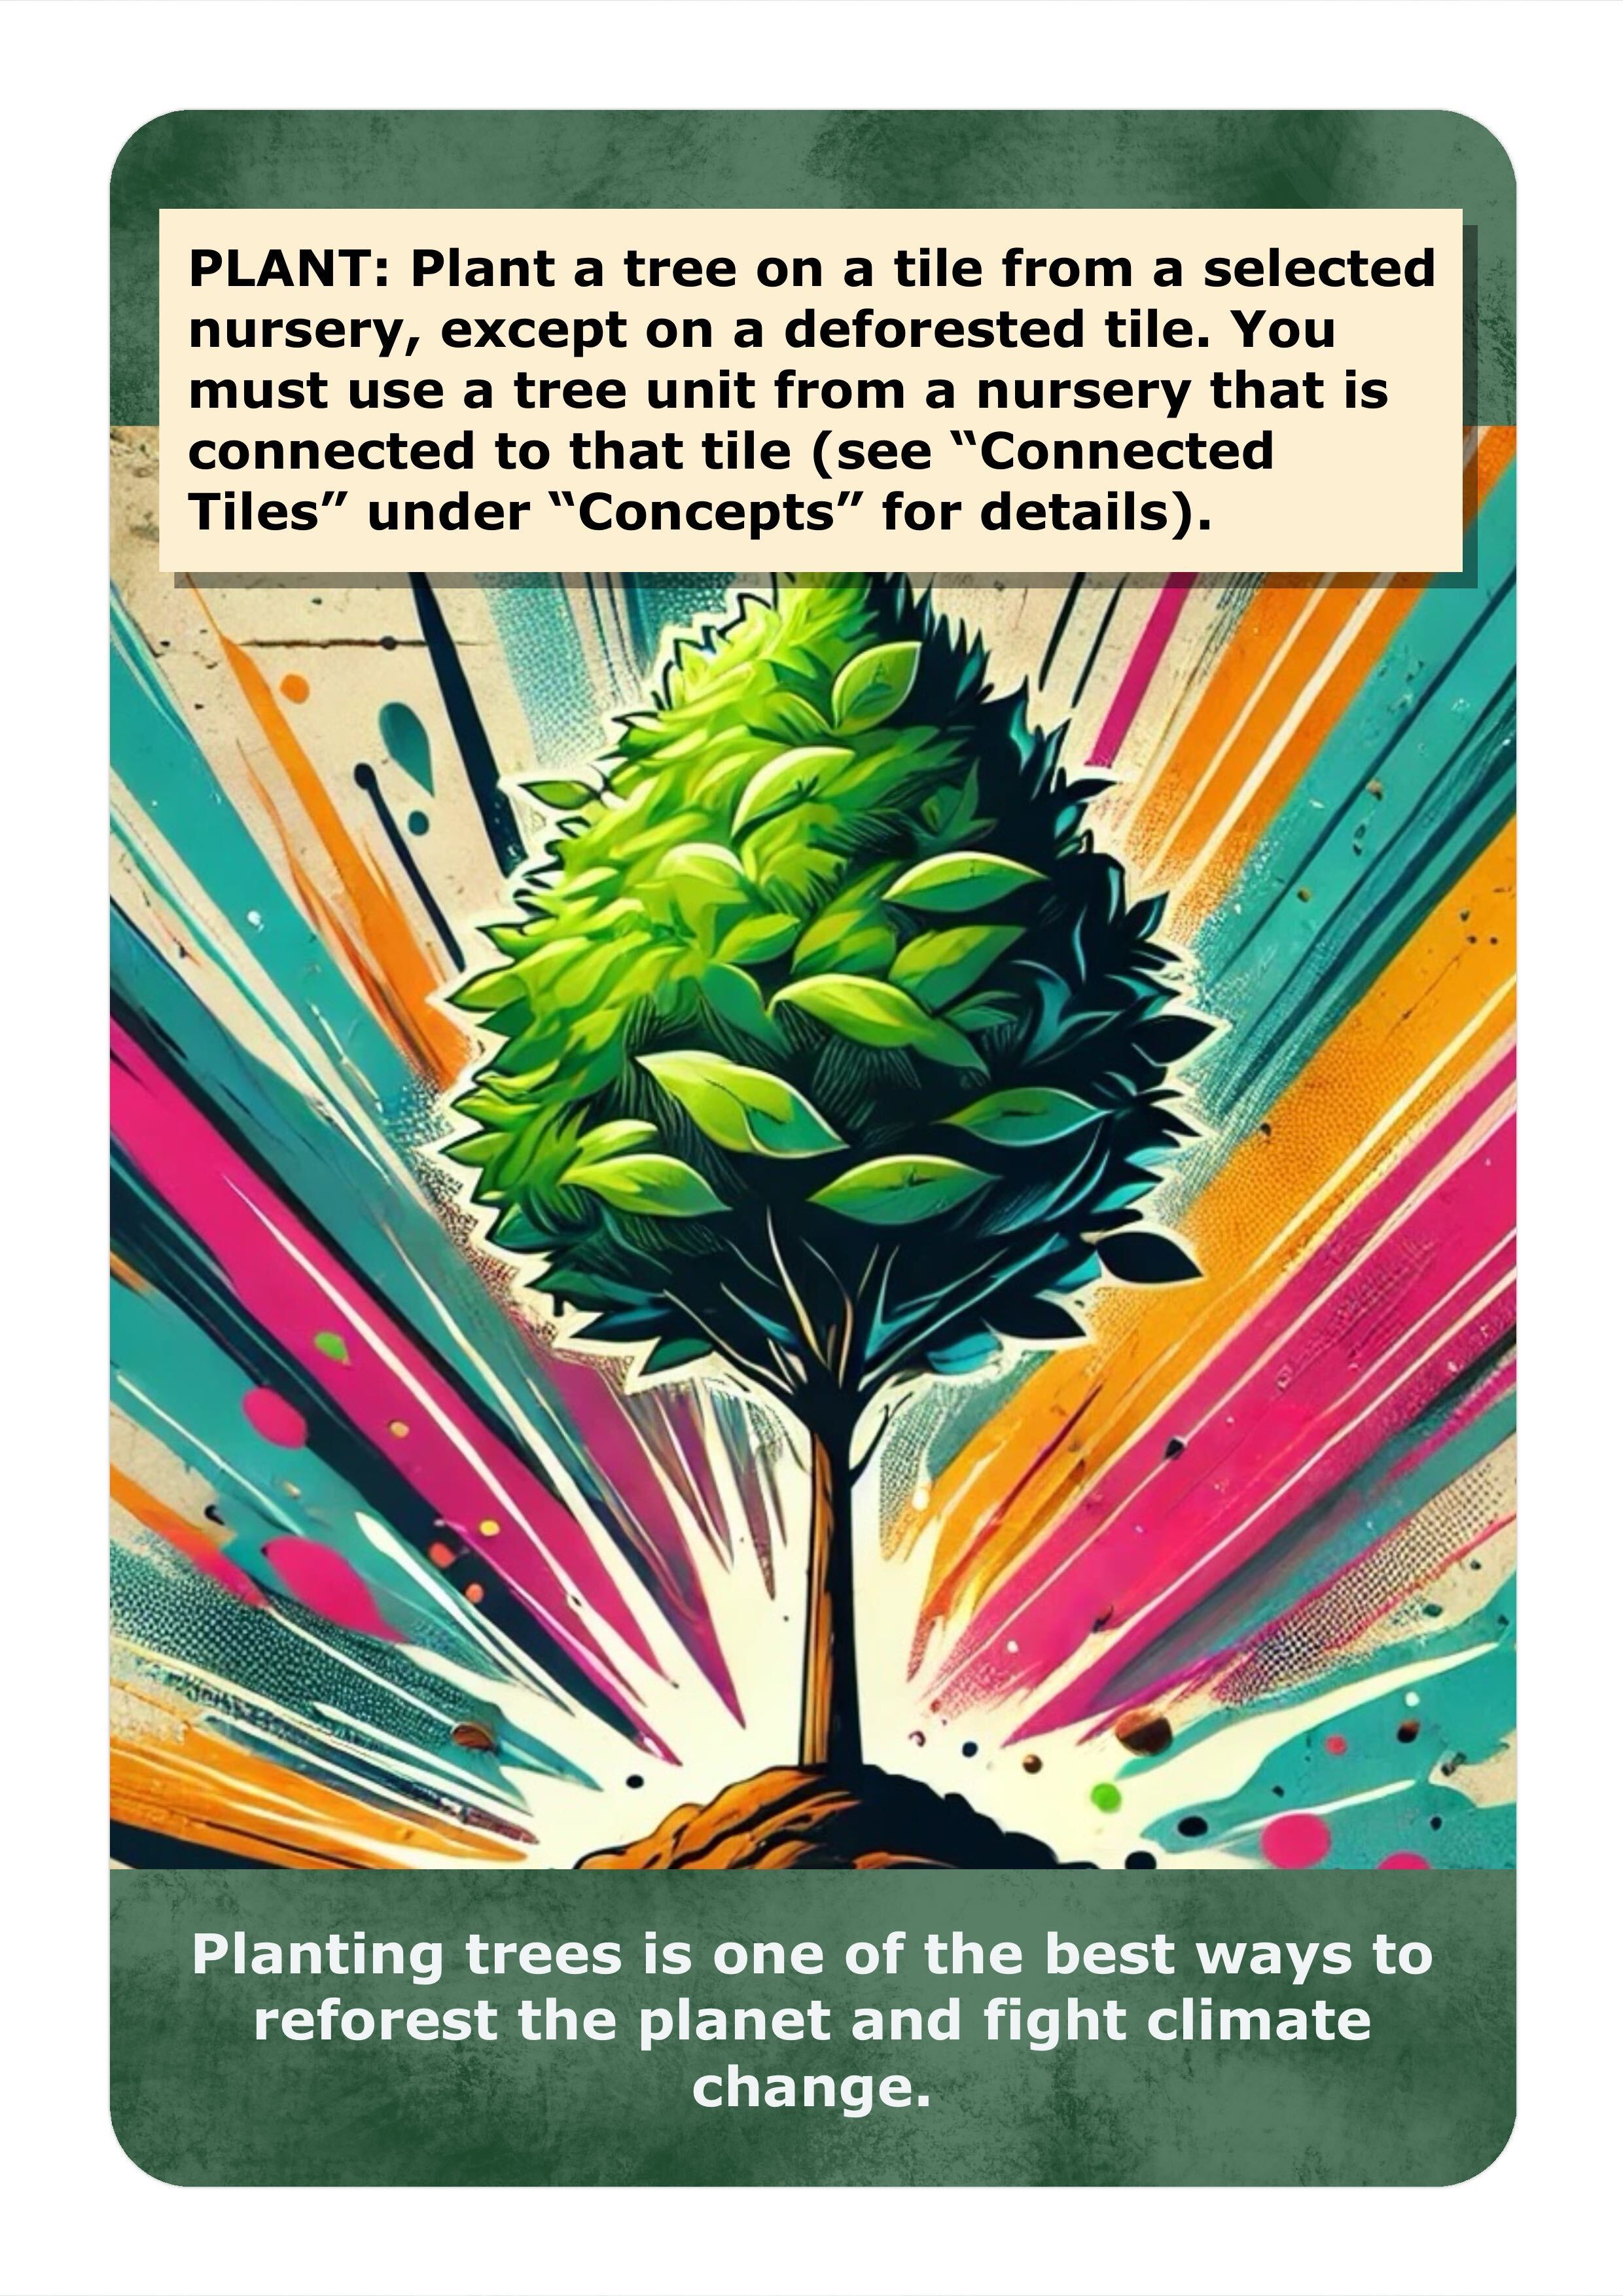 PLANT: Plant a tree on a tile from a selected
nursery, except on a deforested tile. You
must use a tree unit from a nursery that is
connected to that tile (see “Connected
Tiles” under “Concepts” for details).
Planting trees is one of the best ways to
reforest the planet and fight climate
change.